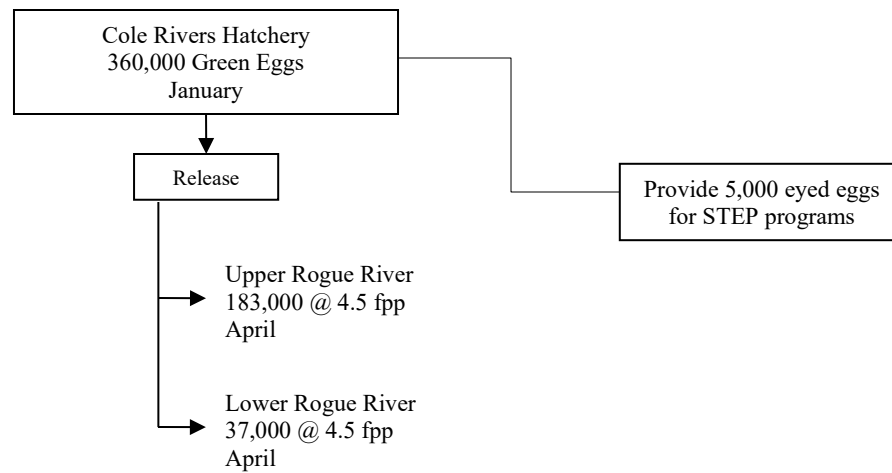 Cole Rivers Hatchery
360,000 Green Eggs
January
Release
Provide 5,000 eyed eggs
for STEP programs
Upper Rogue River
183,000 @ 4.5 fpp
April
Lower Rogue River
37,000 @ 4.5 fpp
April